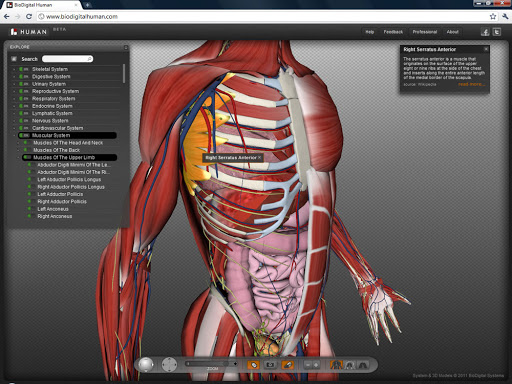 BioDigital Human
www.biodigitalhuman.com
HUMAN BETA
Help Feedback Professional About
EXPLORE
Search
Skeletal System
Digestive System
Urinary System
Reproductive System
Respiratory System
Endocrine System
Lymphatic System
Nervous System
Cardiovascular System
Muscular System
Muscles Of The Head And Neck
Muscles Of The Back
Muscles Of The Upper Limb
Abductor Digiti Minimi Of The Le...
Abductor Digiti Minimi Of The Ri...
Left Abductor Pollicis Longus
Right Abductor Pollicis Longus
Left Adductor Pollicis
Right Adductor Pollicis
Left Anconeus
Right Anconeus
Right Serratus Anterior
Right Serratus Anterior
The serratus anterior is a muscle that
originates on the surface of the upper
eight or nine ribs at the side of the chest
and inserts along the entire anterior length
of the medial border of the scapula.
source: Wikipedia read more...
ZOOM
System & 3D Models © 2011 BioDigital Systems